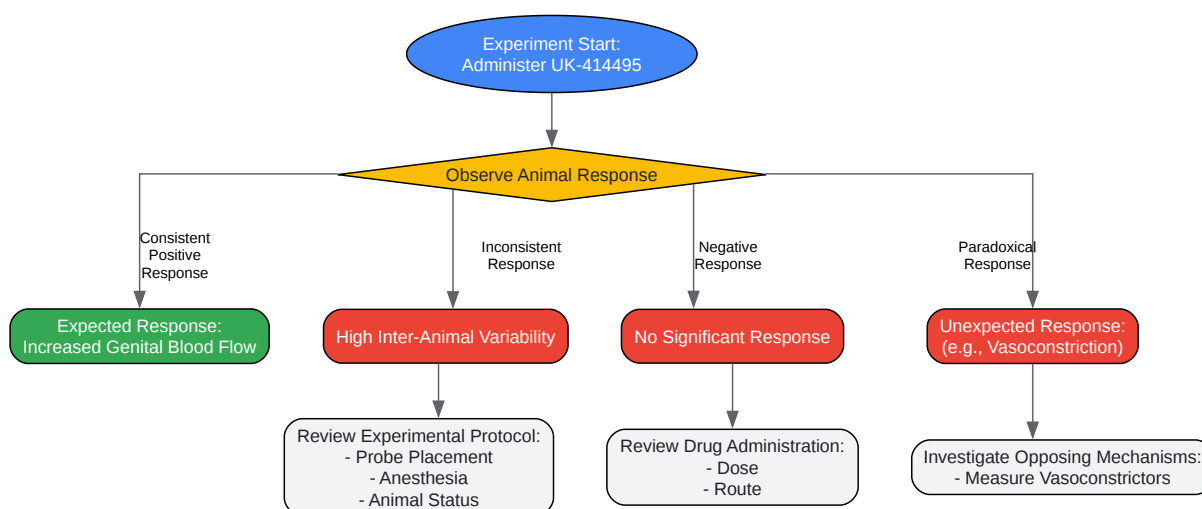 Experiment Start:
Administer UK-414495
Observe Animal Response
Consistent
Positive
Response
Inconsistent
Response
Negative
Response
Paradoxical
Response
Expected Response:
Increased Genital Blood Flow
High Inter-Animal Variability
No Significant Response
Unexpected Response:
(e.g., Vasoconstriction)
Review Experimental Protocol:
- Probe Placement
- Anesthesia
- Animal Status
Review Drug Administration:
- Dose
- Route
Investigate Opposing Mechanisms:
- Measure Vasoconstrictors